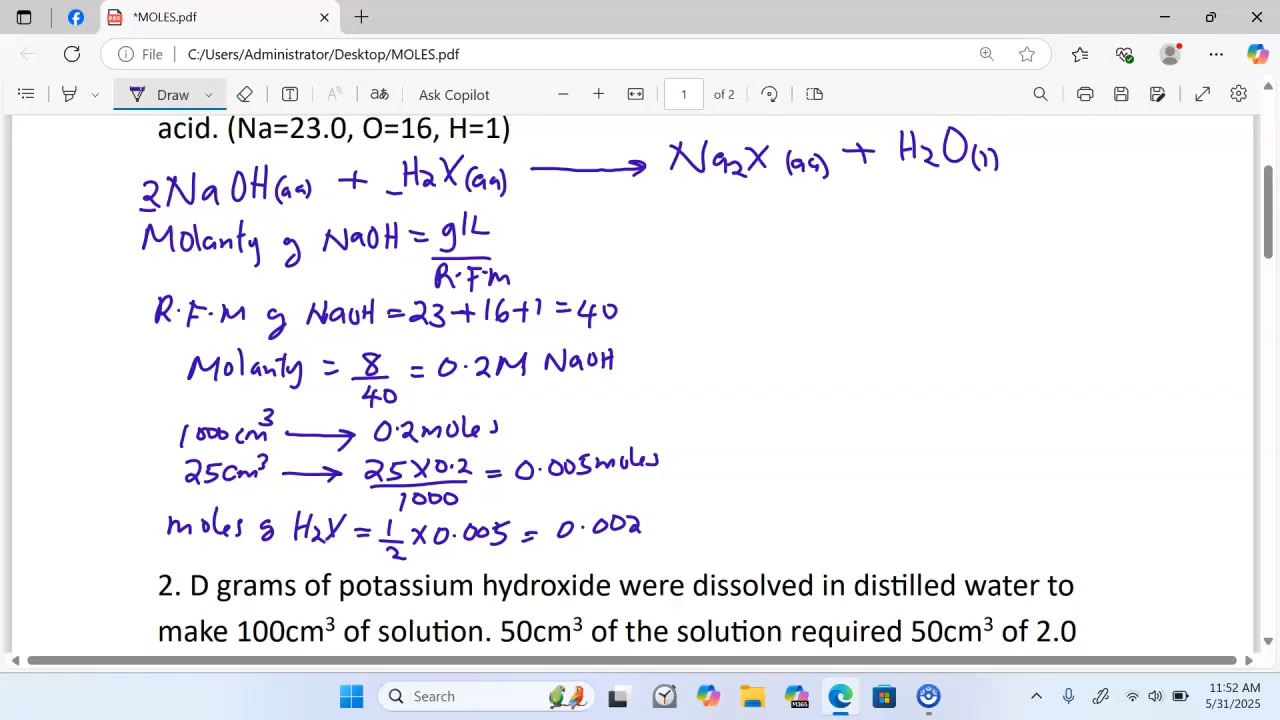 *MOLES.pdf
File C:/Users/Administrator/Desktop/MOLES.pdf
Draw Ask Copilot 1 of 2
acid. (Na=23.0, O=16, H=1)
2NaOH(aq) + H2X(aq) ⟶ Na2X (aq) + H2O(l)
Molarity of NaOH = g/L / R.F.M
R.F.M of NaOH = 23+16+1 = 40
Molarity = 8/40 = 0.2M NaOH
1000cm³ ⟶ 0.2moles
25cm³ ⟶ 25×0.2/1000 = 0.005moles
moles of H2X = 1/2 × 0.005 = 0.002
2. D grams of potassium hydroxide were dissolved in distilled water to
make 100cm³ of solution. 50cm³ of the solution required 50cm³ of 2.0
Search
11:52 AM
5/31/2025